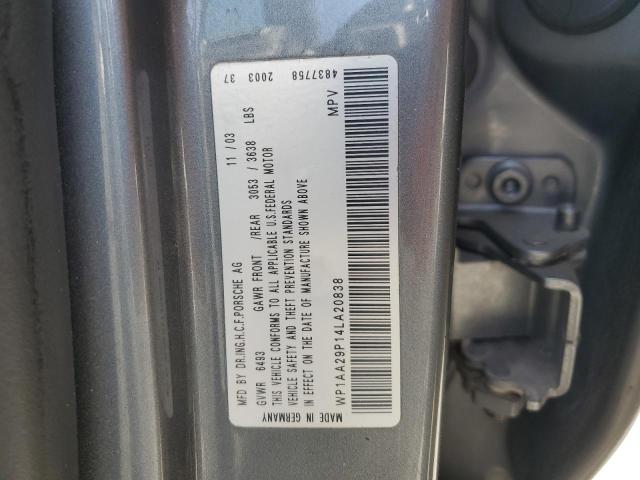 4837758 2003 37
MFD BY DR.ING.H.C.F.PORSCHE AG 11/03
GVWR 6493 GAWR FRONT /REAR 3053 / 3638 LBS
THIS VEHICLE CONFORMS TO ALL APPLICABLE U.S.FEDERAL MOTOR
VEHICLE SAFETY AND THEFT PREVENTION STANDARDS
IN EFFECT ON THE DATE OF MANUFACTURE SHOWN ABOVE
WP1AA29P14LA20838 MPV
MADE IN GERMANY